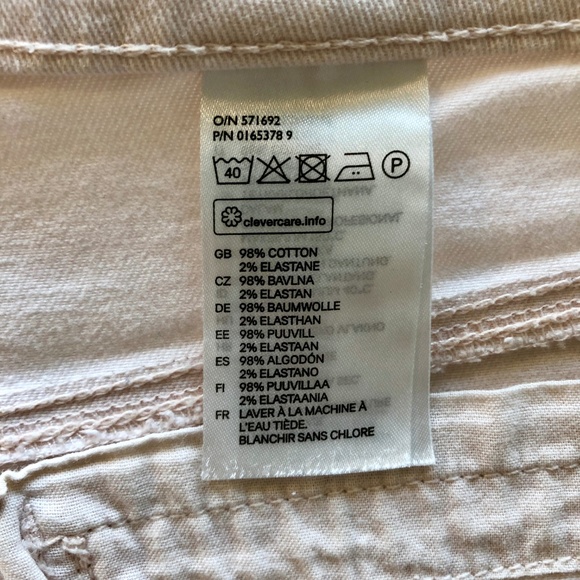 O/N 571692
P/N 0165378 9
40 P
clevercare.info
GB 98% COTTON
2% ELASTANE
CZ 98% BAVLNA
2% ELASTAN
DE 98% BAUMWOLLE
2% ELASTHAN
EE 98% PUUVILL
2% ELASTAAN
ES 98% ALGODÓN
2% ELASTANO
FI 98% PUUVILLAA
2% ELASTAANIA
FR LAVER À LA MACHINE À
L'EAU TIÈDE.
BLANCHIR SANS CHLORE